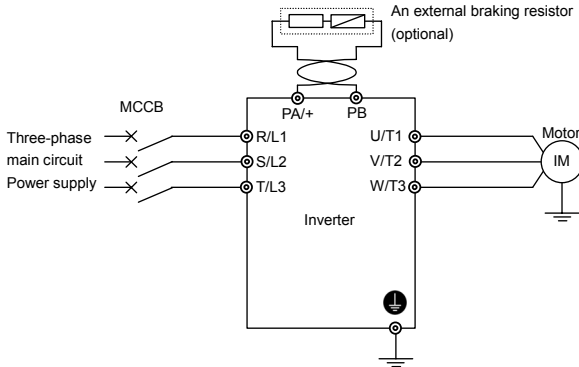 An external braking resistor
(optional)
MCCB
PA/+
PB
Three-phase
main circuit
Power supply
R/L1
S/L2
T/L3
U/T1
V/T2
W/T3
Motor
IM
Inverter